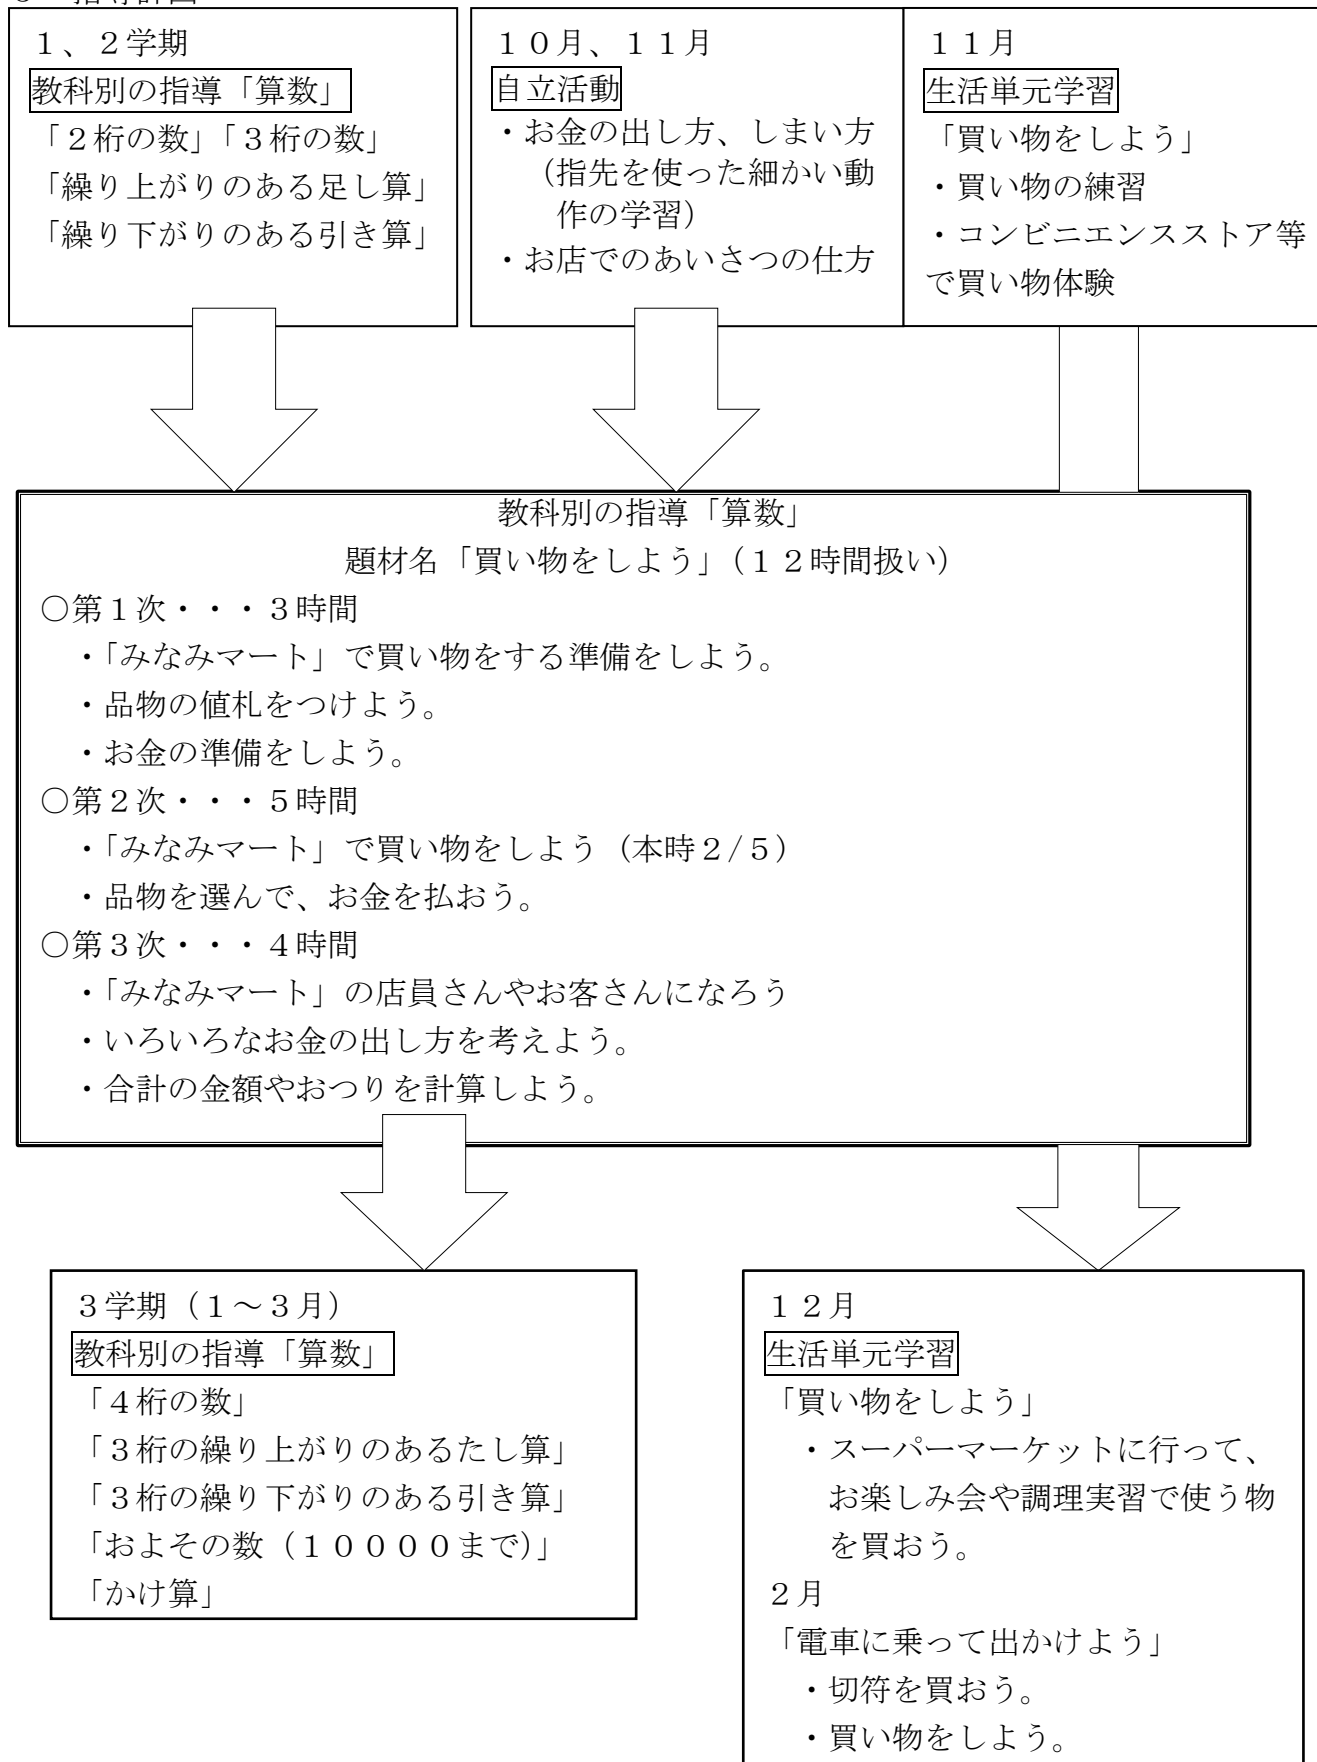 １、２学期
教科別の指導「算数」
「２桁の数」「３桁の数」
「繰り上がりのある足し算」
「繰り下がりのある引き算」
１０月、１１月
自立活動
・お金の出し方、しまい方
（指先を使った細かい動
作の学習）
・お店でのあいさつの仕方
１１月
生活単元学習
「買い物をしよう」
・買い物の練習
・コンビニエンスストア等
で買い物体験
教科別の指導「算数」
題材名「買い物をしよう」（１２時間扱い）
○第１次・・・３時間
・「みなみマート」で買い物をする準備をしよう。
・品物の値札をつけよう。
・お金の準備をしよう。
○第２次・・・５時間
・「みなみマート」で買い物をしよう（本時２/５）
・品物を選んで、お金を払おう。
○第３次・・・４時間
・「みなみマート」の店員さんやお客さんになろう
・いろいろなお金の出し方を考えよう。
・合計の金額やおつりを計算しよう。
３学期（１～３月）
教科別の指導「算数」
「４桁の数」
「３桁の繰り上がりのあるたし算」
「３桁の繰り下がりのある引き算」
「およその数（１００００まで）」
「かけ算」
１２月
生活単元学習
「買い物をしよう」
・スーパーマーケットに行って、
お楽しみ会や調理実習で使う物
を買おう。
２月
「電車に乗って出かけよう」
・切符を買おう。
・買い物をしよう。